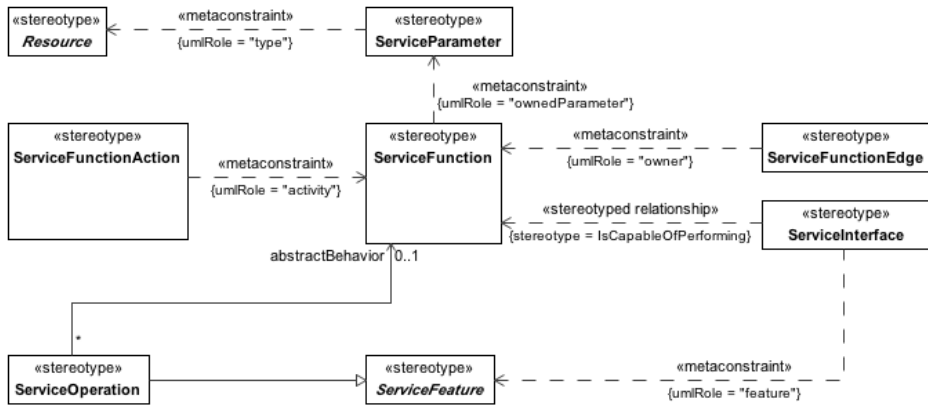 «stereotype»
Resource
«metaconstraint»
{umlRole = "type"}
«stereotype»
ServiceParameter
«metaconstraint»
{umlRole = "ownedParameter"}
«stereotype»
ServiceFunctionAction
«metaconstraint»
{umlRole = "activity"}
«stereotype»
ServiceFunction
«metaconstraint»
{umlRole = "owner"}
«stereotype»
ServiceFunctionEdge
«stereotyped relationship»
{stereotype = IsCapableOfPerforming}
«stereotype»
ServiceInterface
abstractBehavior 0..1
*
«stereotype»
ServiceOperation
«stereotype»
ServiceFeature
«metaconstraint»
{umlRole = "feature"}